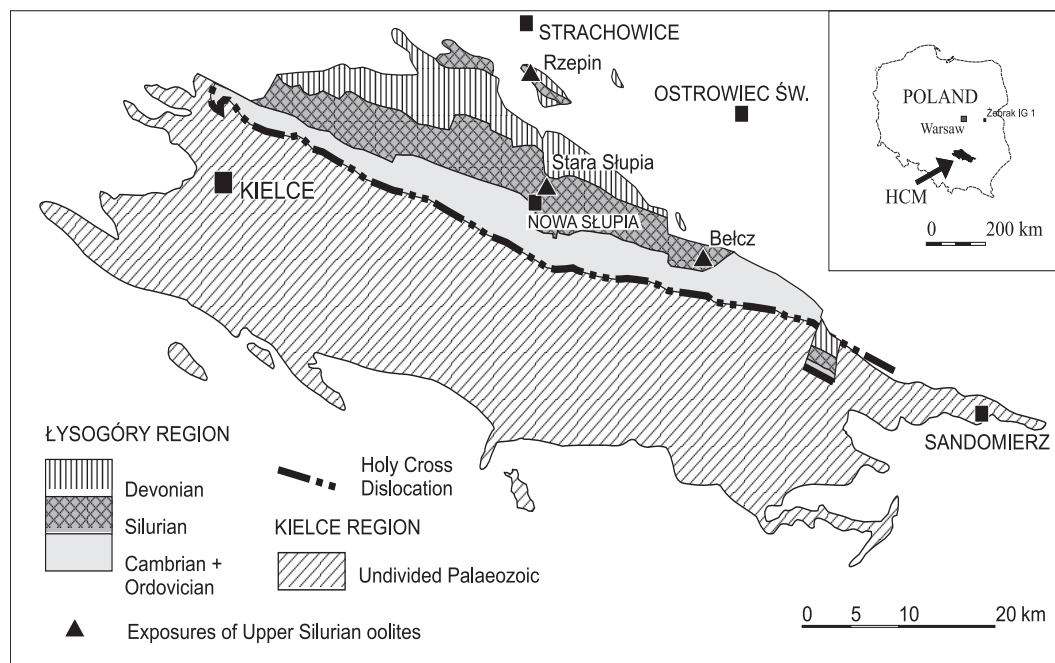 STRACHOWICE
Rzepin
OSTROWIEC ŚW.
POLAND
Warsaw
Żebrak IG 1
HCM
0 200 km
Stara Słupia
KIELCE
NOWA SŁUPIA
Bełcz
SANDOMIERZ
ŁYSOGÓRY REGION
Devonian
Silurian
Cambrian +
Ordovician
Holy Cross
Dislocation
KIELCE REGION
Undivided Palaeozoic
Exposures of Upper Silurian oolites
0 5 10 20 km